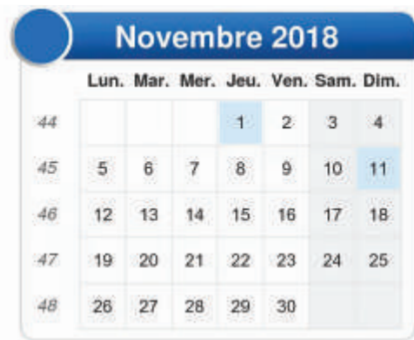 Novembre 2018
Lun. Mar. Mer. Jeu. Ven. Sam. Dim.
44 1 2 3 4
45 5 6 7 8 9 10 11
46 12 13 14 15 16 17 18
47 19 20 21 22 23 24 25
48 26 27 28 29 30